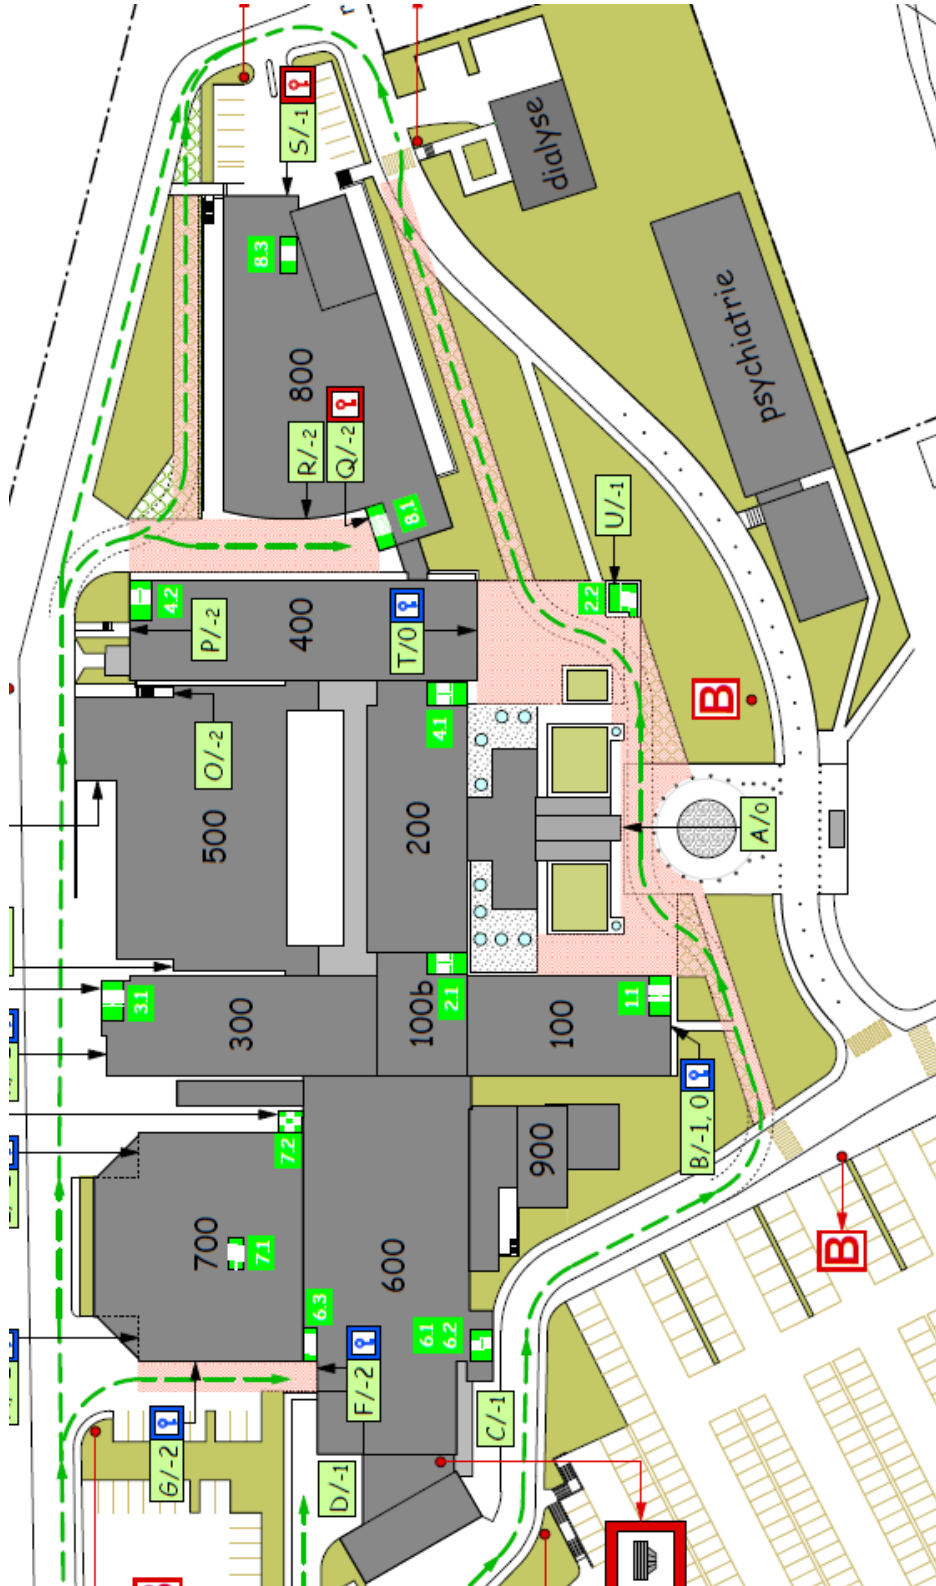 S/-1
dialyse
8.3
psychiatrie
800
R/-2
Q/-2
8.1
U/-1
4.2
2.2
P/-2
400
T/0
B
4.1
O/-2
500
200
A/0
3.1
300
100b
2.1
100
1.1
7.2
B/-1, 0
900
700
7.1
600
B
6.3
6.1
6.2
F/-2
C/-1
G/-2
D/-1